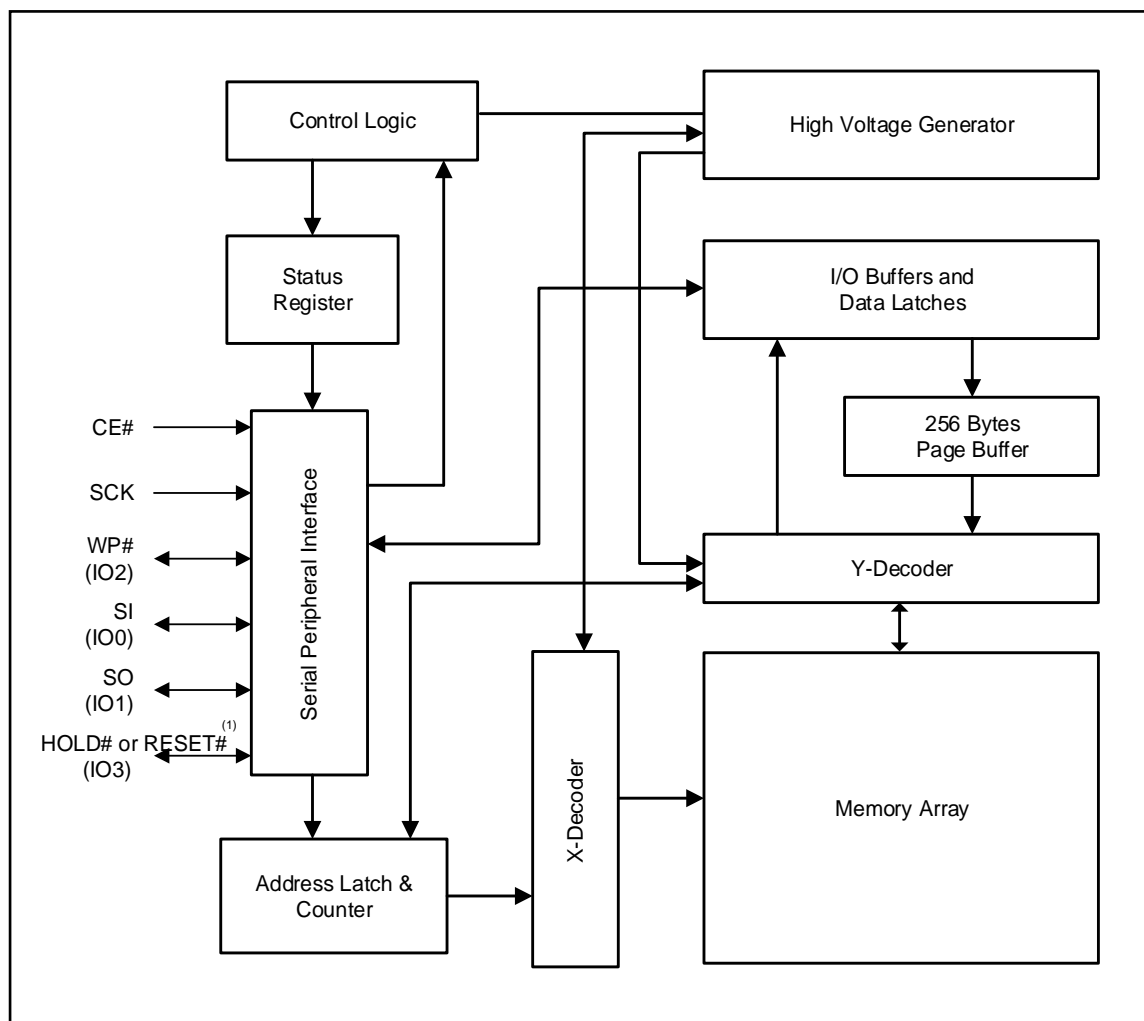 Control Logic
High Voltage Generator
Status
Register
I/O Buffers and
Data Latches
256 Bytes
Page Buffer
Y-Decoder
CE#
SCK
WP#
(IO2)
SI
(IO0)
SO
(IO1)
HOLD# or RESET#(1)
(IO3)
Serial Peripheral Interface
X-Decoder
Memory Array
Address Latch &
Counter